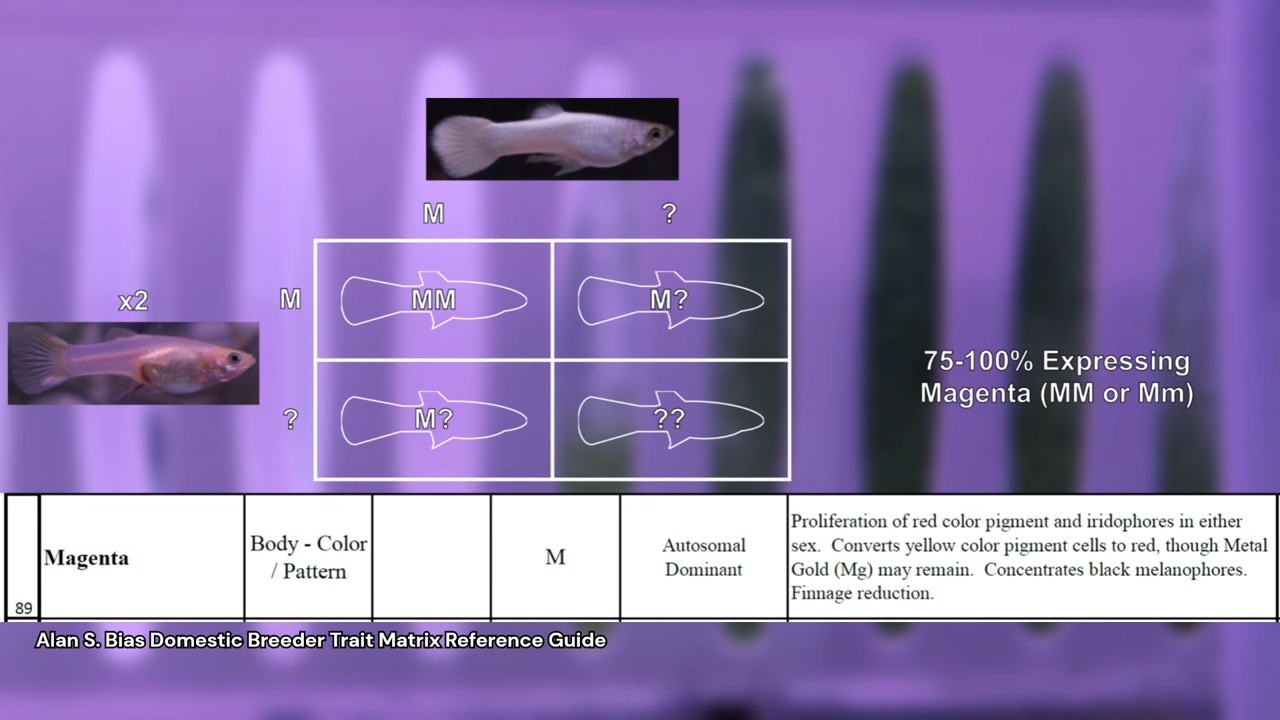 M
?
x2
M
MM
M?
?
M?
??
75-100% Expressing
Magenta (MM or Mm)
89
Magenta
Body - Color
/ Pattern
M
Autosomal
Dominant
Proliferation of red color pigment and iridophores in either
sex. Converts yellow color pigment cells to red, though Metal
Gold (Mg) may remain. Concentrates black melanophores.
Finnage reduction.
Alan S. Bias Domestic Breeder Trait Matrix Reference Guide